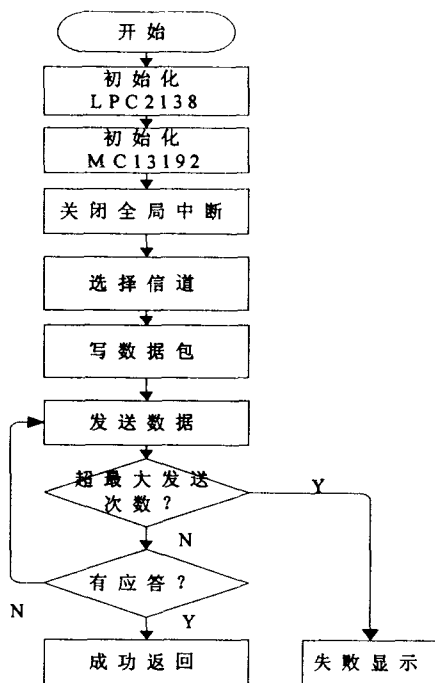 开始
初始化
LPC2138
初始化
MC13192
关闭全局中断
选择信道
写数据包
发送数据
超最大发送
次数？
Y
N
有应答？
N
Y
成功返回
失败显示